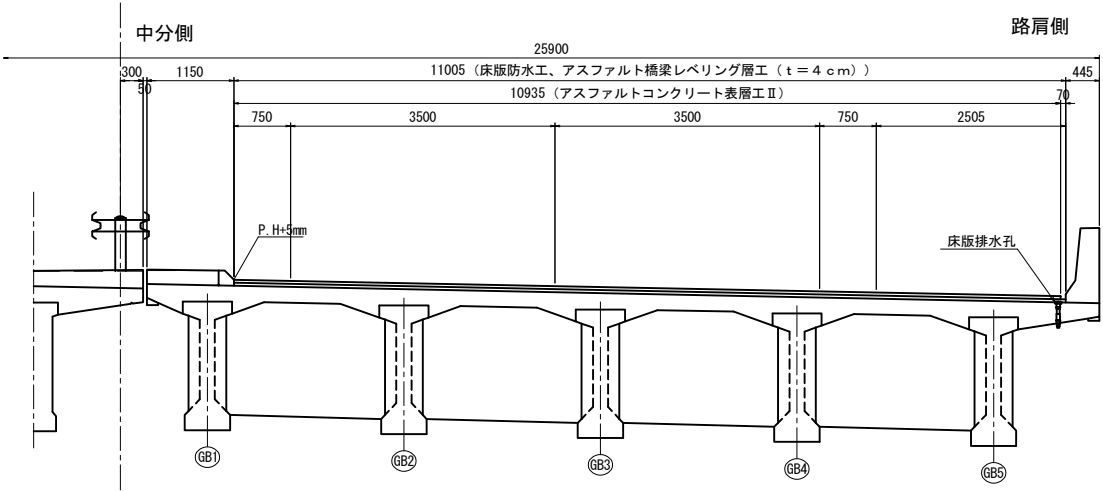 中分側
路肩側
25900
300
50
1150
11005（床版防水工、アスファルト橋梁レベリング層工（ｔ＝４ｃｍ））
445
10935（アスファルトコンクリート表層工Ⅱ）
70
750
3500
3500
750
2505
P.H+5mm
床版排水孔
GB1
GB2
GB3
GB4
GB5